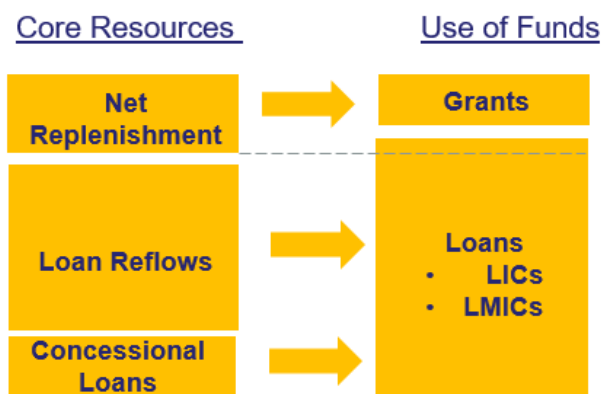 Core Resources
Use of Funds
Net
Replenishment
Grants
Loan Reflows
Loans
• LICs
• LMICs
Concessional
Loans